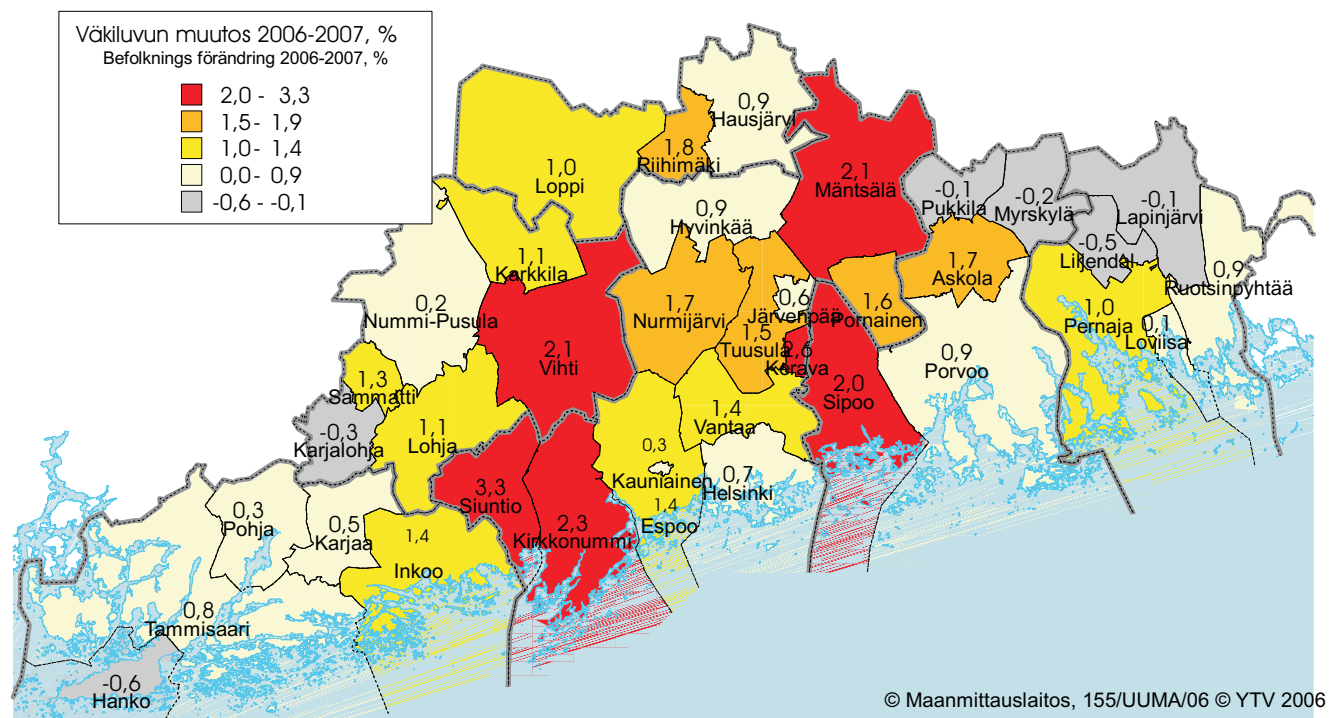 Väkiluvun muutos 2006-2007, %
Befolknings förändring 2006-2007, %
2,0 - 3,3
1,5 - 1,9
1,0 - 1,4
0,0 - 0,9
-0,6 - -0,1
0,9
Hausjärvi
1,8
Riihimäki
1,0
Loppi
2,1
Mäntsälä
-0,1
Pukkila
-0,2
Myrskylä
-0,1
Lapinjärvi
0,9
Hyvinkää
1,1
Karkkila
-0,5
Liljendal
1,7
Askola
0,9
Ruotsinpyhtää
0,2
Nummi-Pusula
1,7
Nurmijärvi
0,6
Järvenpää
1,6
Pornainen
1,0
Pernaja
0,1
Loviisa
1,5
Tuusula
2,6
Kerava
2,1
Vihti
0,9
Porvoo
2,0
Sipoo
1,3
Sammatti
1,4
Vantaa
-0,3
Karjalohja
1,1
Lohja
0,3
Kauniainen
0,7
Helsinki
3,3
Siuntio
1,4
Espoo
0,3
Pohja
0,5
Karjaa
2,3
Kirkkonummi
1,4
Inkoo
0,8
Tammisaari
-0,6
Hanko
© Maanmittauslaitos, 155/UUMA/06 © YTV 2006